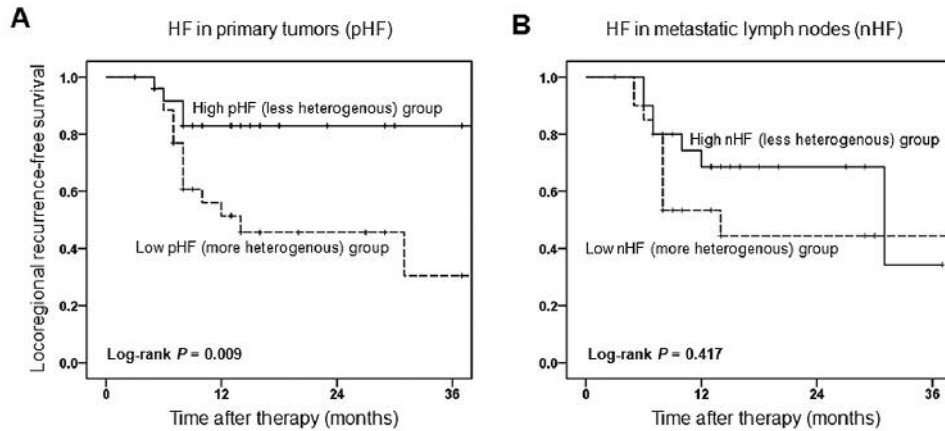 A
HF in primary tumors (pHF)
Locoregional recurrence-free survival
1.0
0.8
0.6
0.4
0.2
0.0
High pHF (less heterogenous) group
Low pHF (more heterogenous) group
Log-rank P = 0.009
0 12 24 36
Time after therapy (months)
B
HF in metastatic lymph nodes (nHF)
1.0
0.8
0.6
0.4
0.2
0.0
High nHF (less heterogenous) group
Low nHF (more heterogenous) group
Log-rank P = 0.417
0 12 24 36
Time after therapy (months)